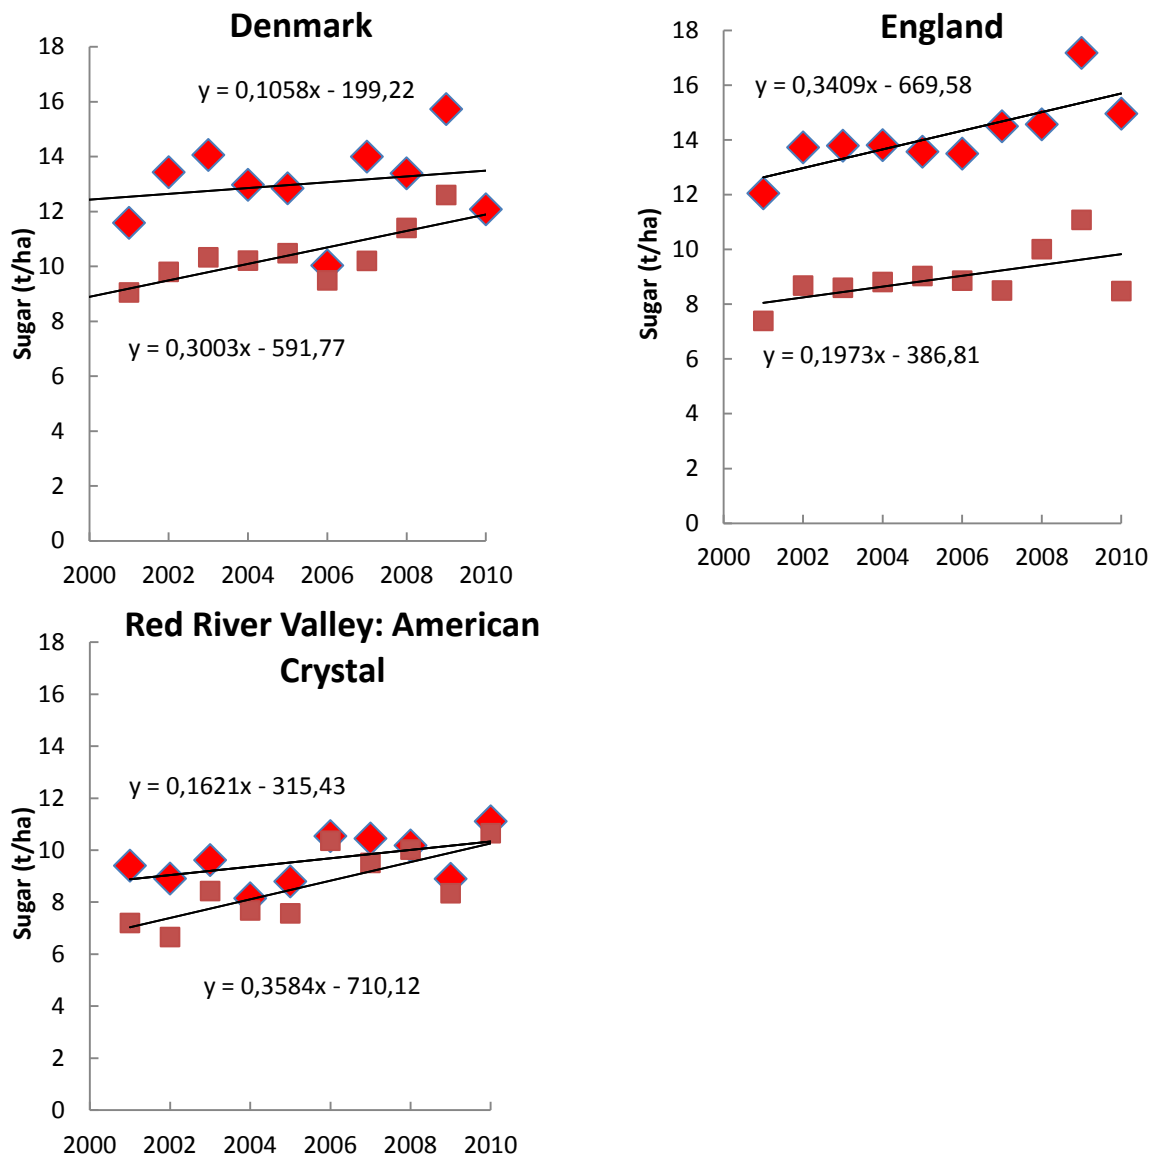 Denmark
18
16
14
12
10
8
6
4
2
0
Sugar (t/ha)
y = 0,1058x - 199,22
y = 0,3003x - 591,77
2000 2002 2004 2006 2008 2010
England
18
16
14
12
10
8
6
4
2
0
Sugar (t/ha)
y = 0,3409x - 669,58
y = 0,1973x - 386,81
2000 2002 2004 2006 2008 2010
Red River Valley: American
Crystal
18
16
14
12
10
8
6
4
2
0
Sugar (t/ha)
y = 0,1621x - 315,43
y = 0,3584x - 710,12
2000 2002 2004 2006 2008 2010